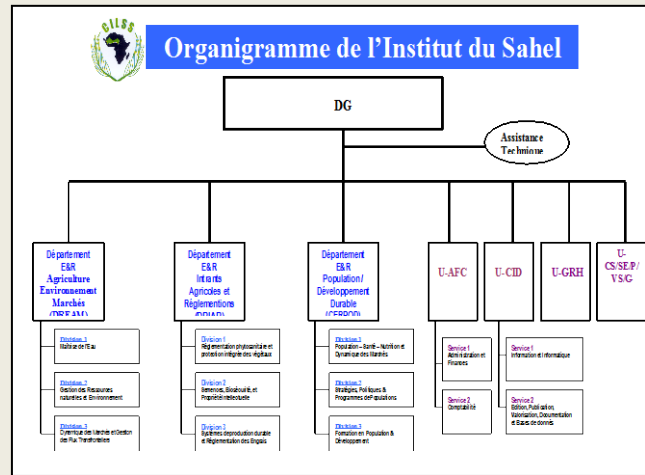 CILSS
Organigramme de l'Institut du Sahel
DG
Assistance
Technique
Département
E&R
Agriculture
Environnement
Marchés
(DREAM)
Département
E&R
Intrants
Agricoles et
Réglementions
Département
E&R
Population/
Développement
Durable
(CERPOD)
U-AFC
U-CID
U-GRH
U-
CS/SE/P/
VS/G
Division 1
Maîtrise de l'Eau
Division 2
Gestion des Ressources
naturelles et Environnement
Division 3
Dynamique des Marchés et Gestion
des Flux Transfrontaliers
Division 1
Réglementation phytosanitaire et
protection intégrée des végétaux
Division 2
Semences, Biosécurité, et
Propriété intellectuelle
Division 3
Systèmes de production durable
et Réglementation des Engrais
Division 1
Population – Santé – Nutrition et
Dynamique des Marchés
Division 2
Stratégies, Politiques &
Programmes de Populations
Division 3
Formation en Population &
Développement
Service 1
Administration et
Finances
Service 2
Comptabilité
Service 1
Information et Informatique
Service 2
Edition, Publication,
Valorisation, Documentation
et Bases de donnés